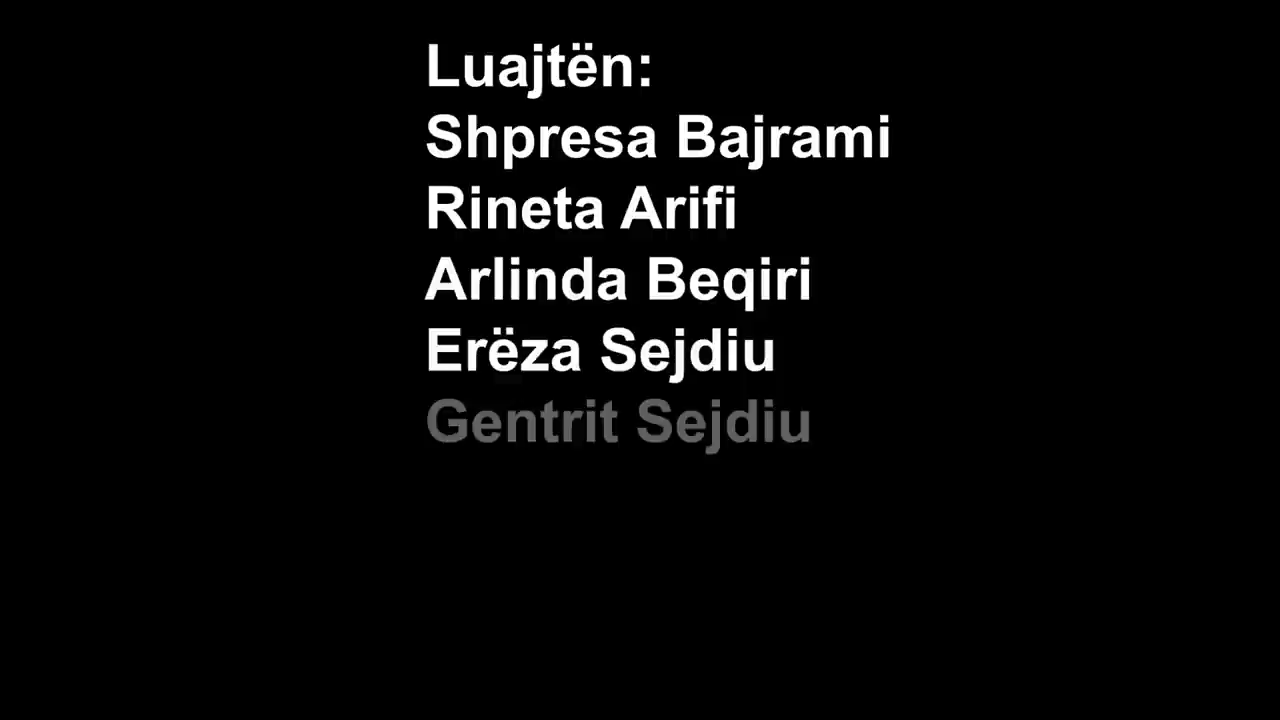 Luajtën:
Shpresa Bajrami
Rineta Arifi
Arlinda Beqiri
Erëza Sejdiu
Gentrit Sejdiu